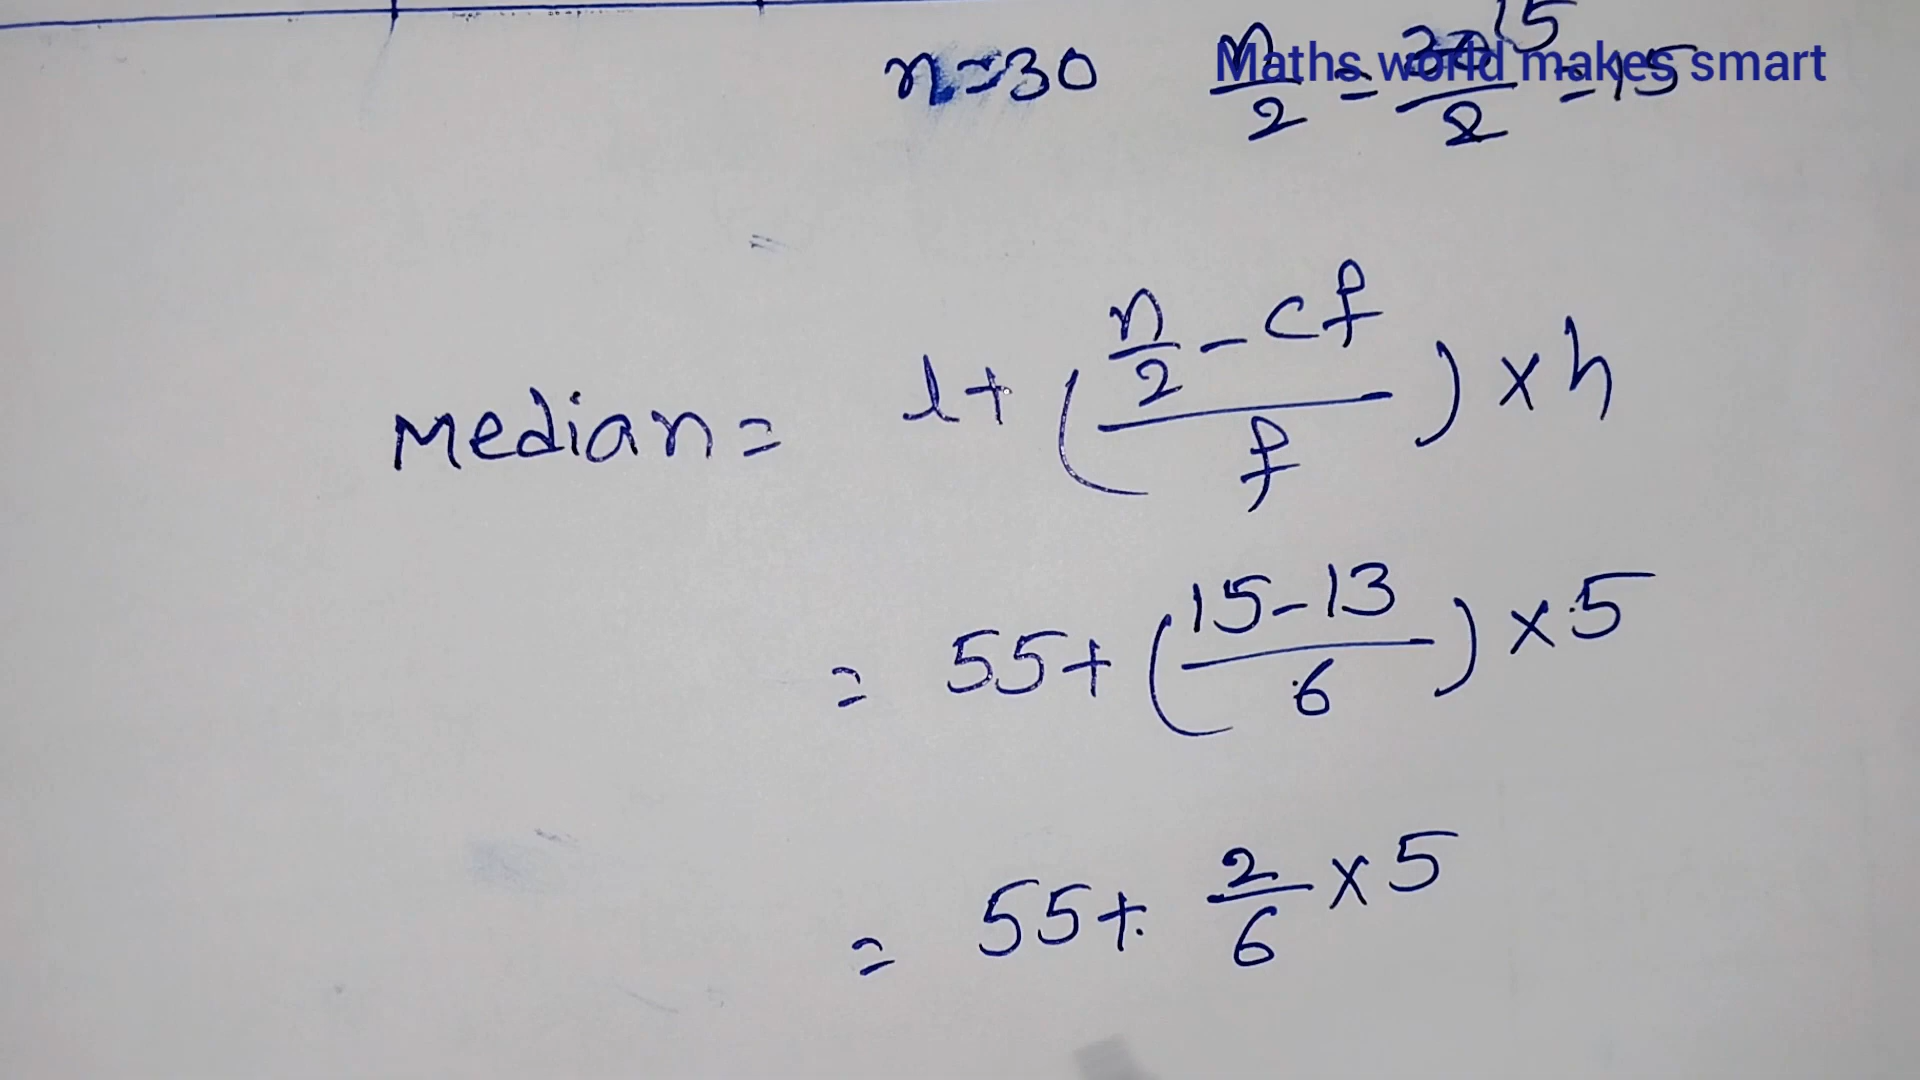 n=30 n/2 = 30/2 15 =15
Maths world makes smart
Median = l+ ( (n/2 - cf) / f ) × h
= 55+ ( (15-13) / 6 ) × 5
= 55+ 2/6 × 5